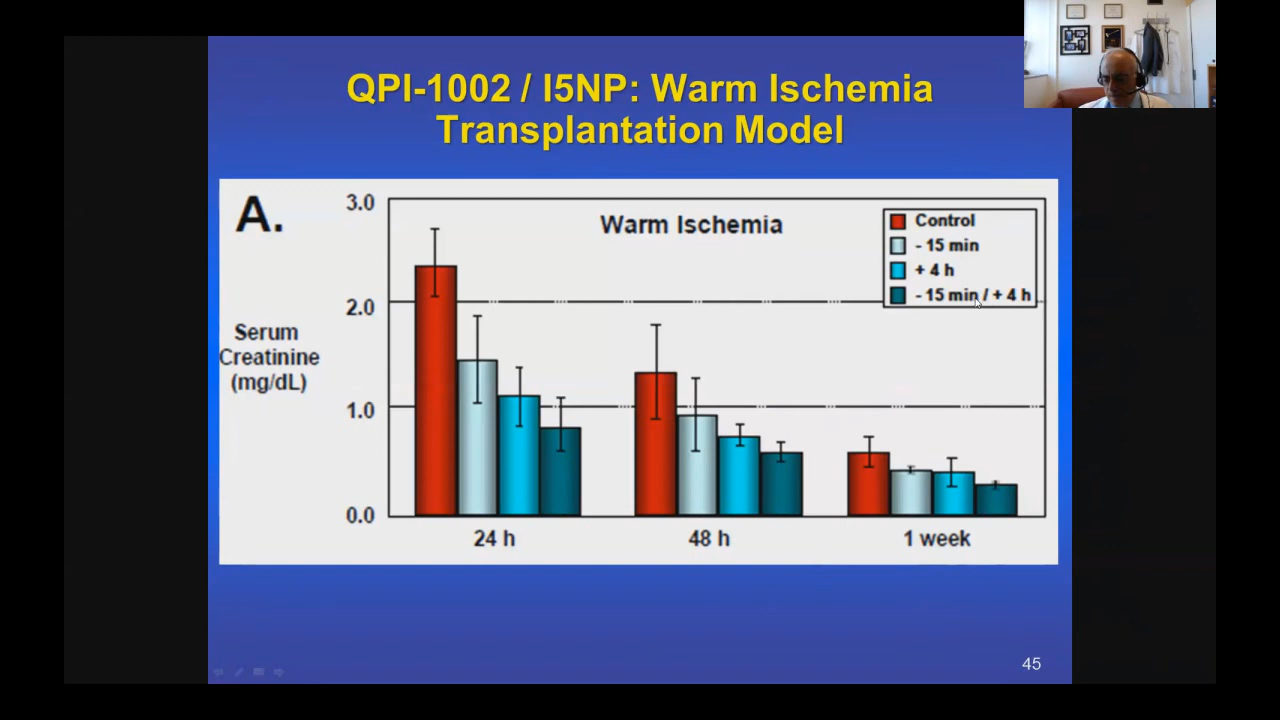 QPI-1002 / I5NP: Warm Ischemia
Transplantation Model
A.
Warm Ischemia
Control
- 15 min
+ 4 h
- 15 min / + 4 h
3.0
2.0
1.0
0.0
Serum
Creatinine
(mg/dL)
24 h
48 h
1 week
45